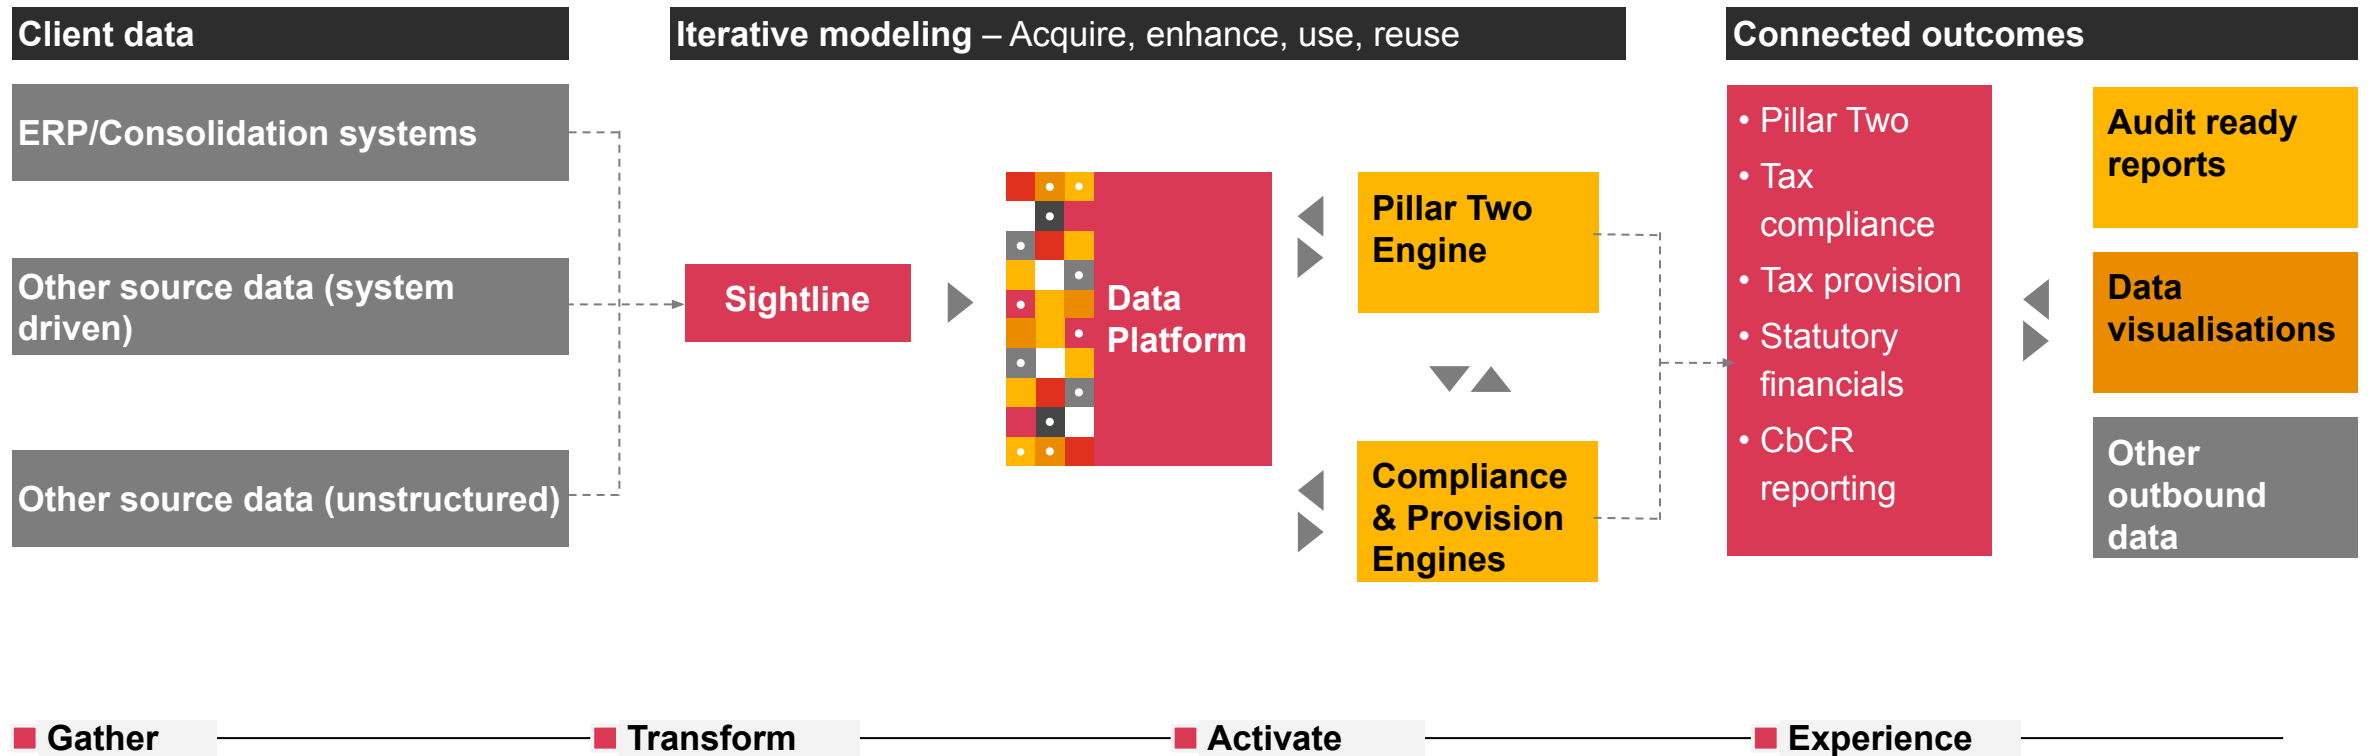 Client data
Iterative modeling – Acquire, enhance, use, reuse
Connected outcomes
ERP/Consolidation systems
Other source data (system
driven)
Other source data (unstructured)
Sightline
Data
Platform
Pillar Two
Engine
Compliance
& Provision
Engines
• Pillar Two
• Tax
compliance
• Tax provision
• Statutory
financials
• CbCR
reporting
Audit ready
reports
Data
visualisations
Other
outbound
data
Gather
Transform
Activate
Experience